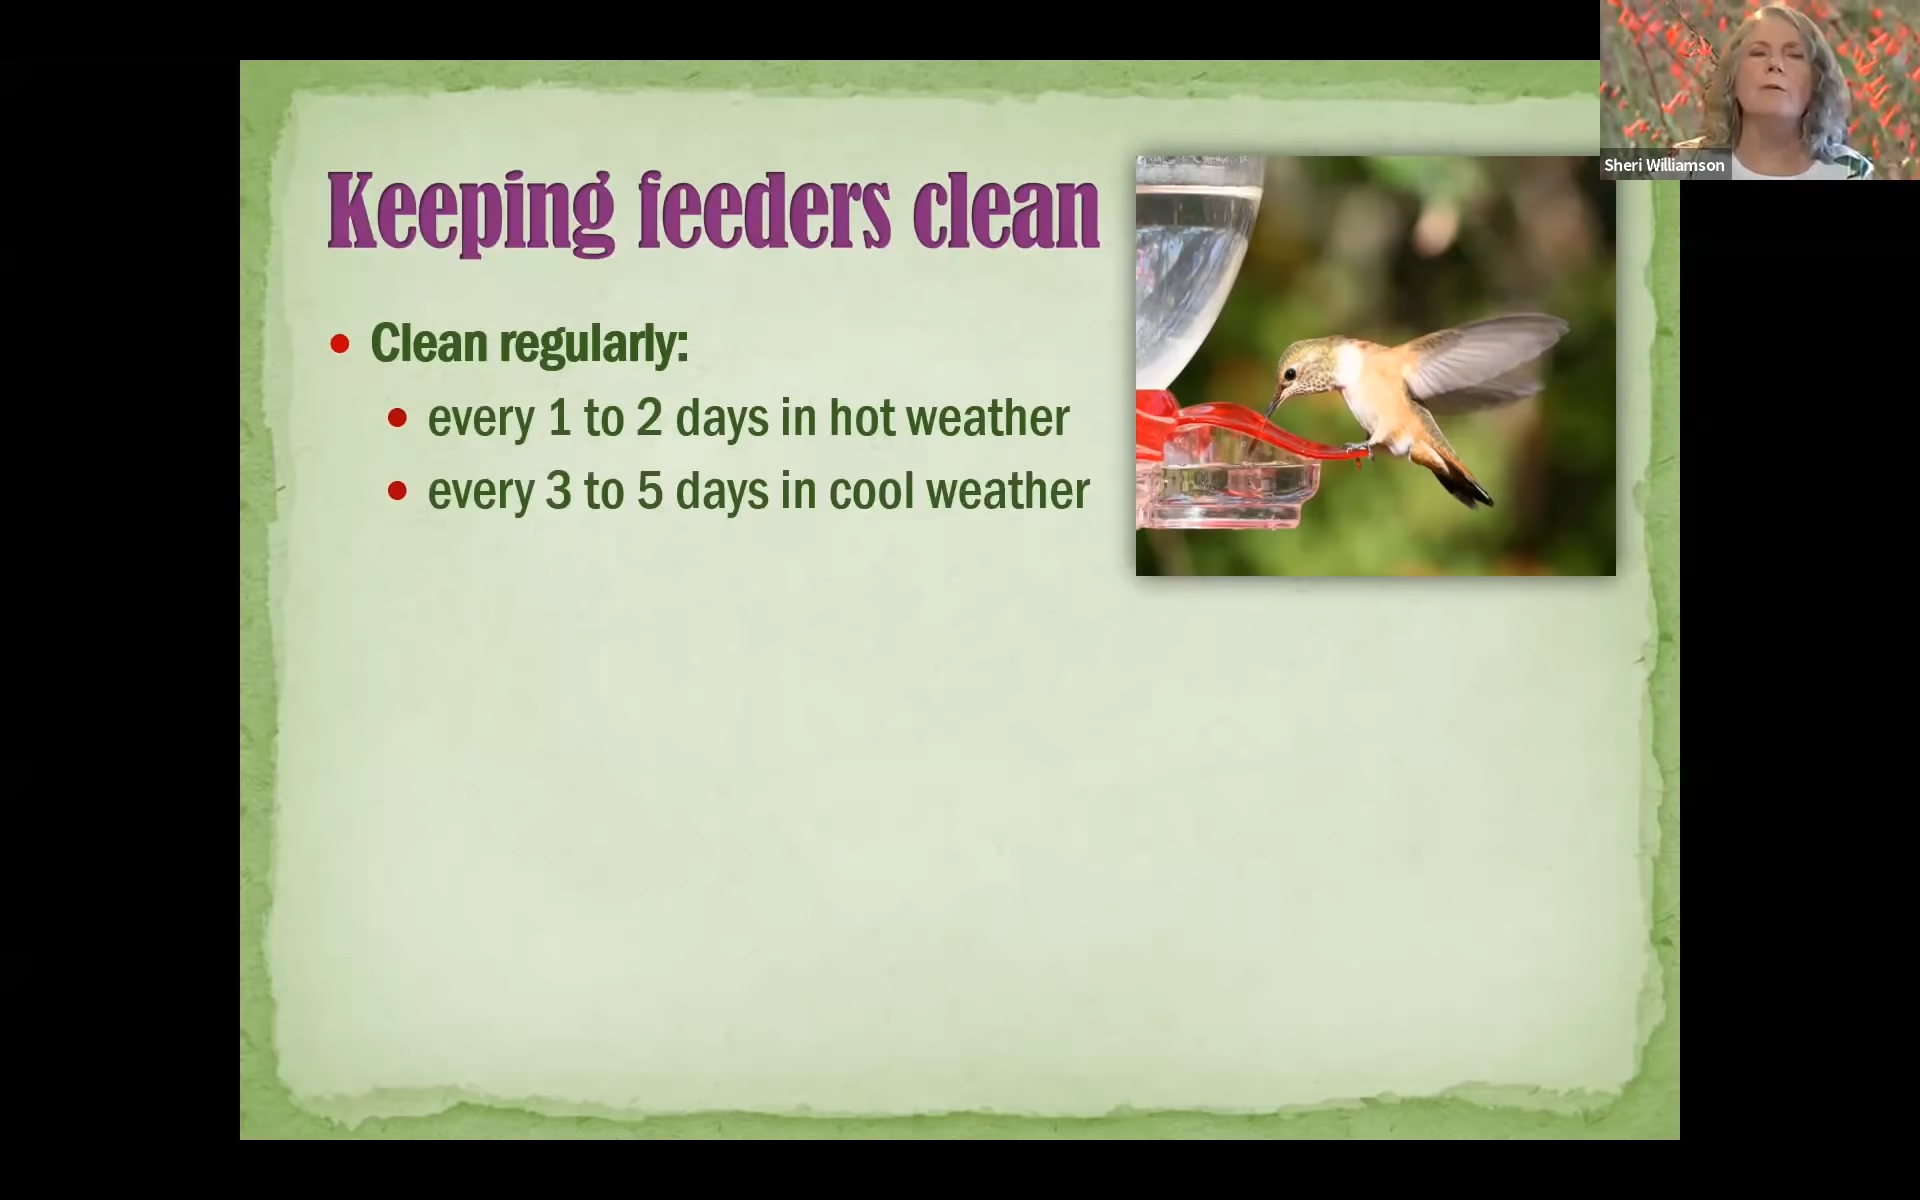 Keeping feeders clean
Clean regularly:
every 1 to 2 days in hot weather
every 3 to 5 days in cool weather
Sheri Williamson